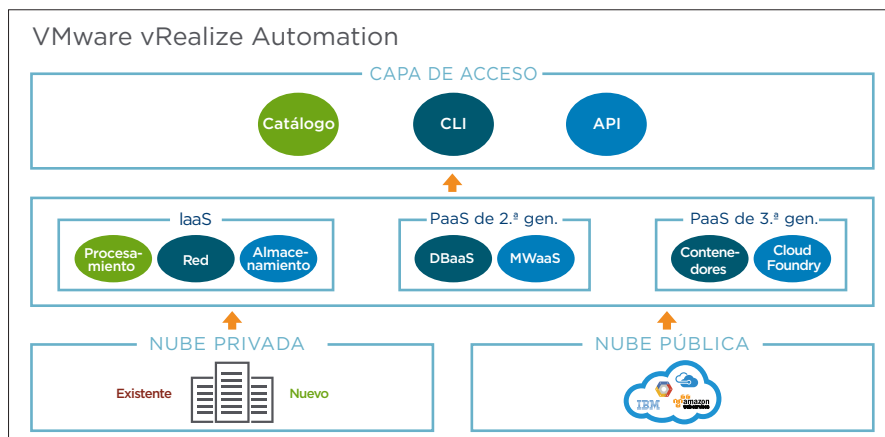 VMware vRealize Automation
CAPA DE ACCESO
Catálogo
CLI
API
IaaS
PaaS de 2.ª gen.
PaaS de 3.ª gen.
Procesa-
miento
Red
Almace-
namiento
DBaaS
MWaaS
Contene-
dores
Cloud
Foundry
NUBE PRIVADA
NUBE PÚBLICA
Existente
Nuevo
IBM
amazon